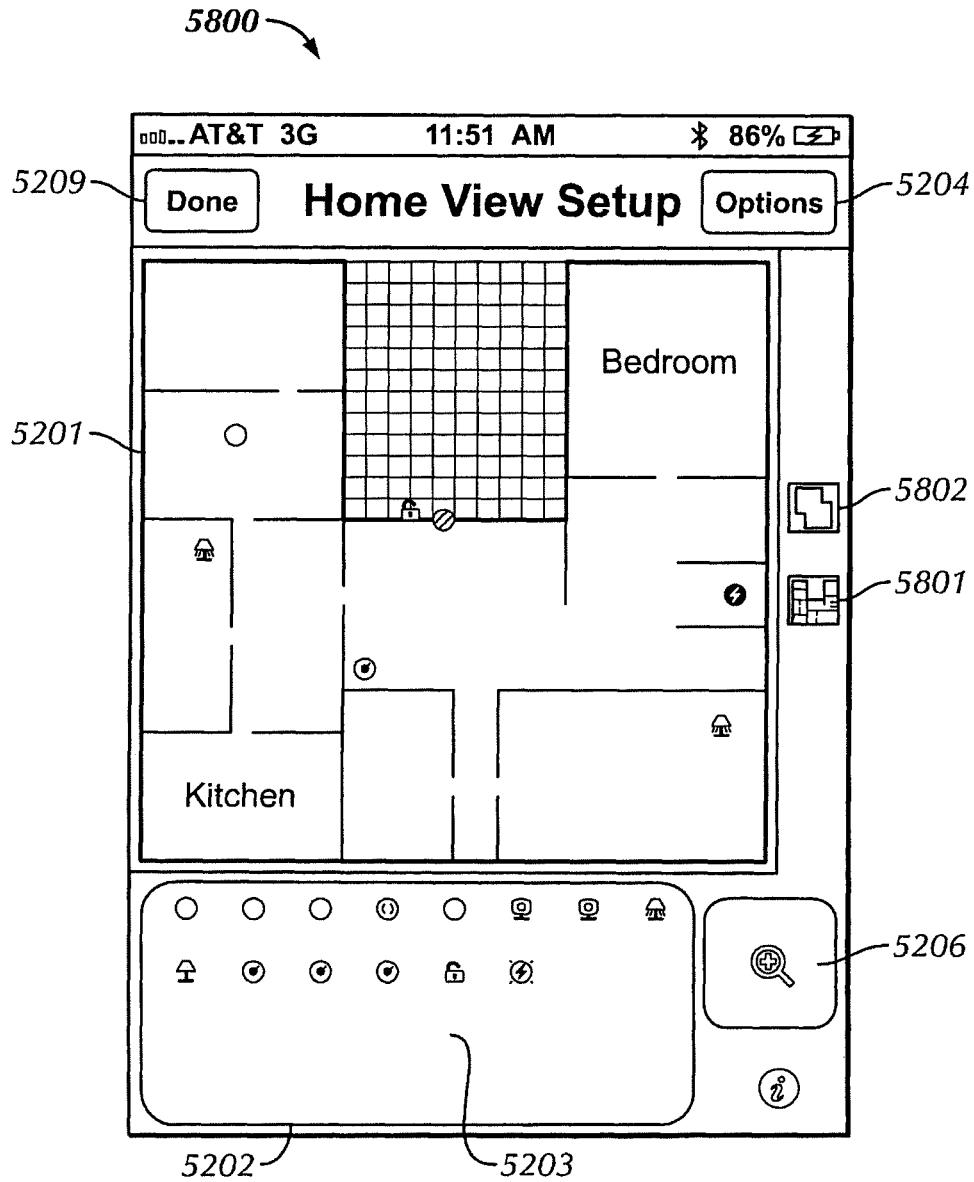 5800
AT&T 3G 11:51 AM 86%
5209 Done Home View Setup Options 5204
Bedroom
5201
5802
5801
Kitchen
5206
i
5202 5203